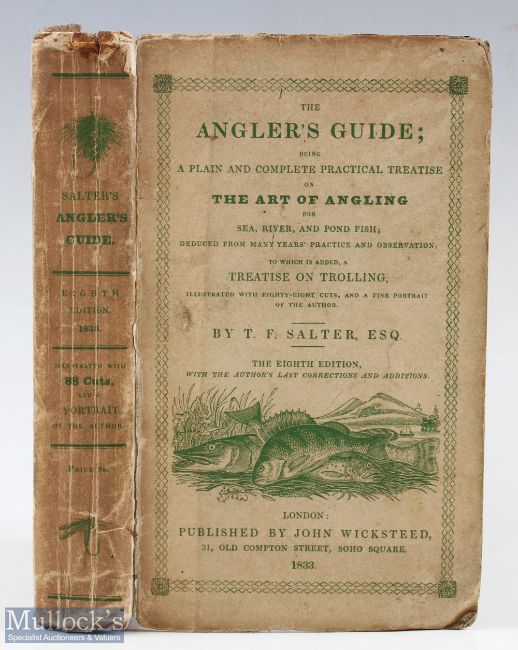 SALTER'S
ANGLER'S
GUIDE.
EIGHTH
EDITION,
1833.
ILLUSTRATED WITH
88 Cuts,
AND A
PORTRAIT
OF THE AUTHOR.
THE
ANGLER'S GUIDE;
BEING
A PLAIN AND COMPLETE PRACTICAL TREATISE
ON
THE ART OF ANGLING
FOR
SEA, RIVER, AND POND FISH;
DEDUCED FROM MANY YEARS' PRACTICE AND OBSERVATION;
TO WHICH IS ADDED, A
TREATISE ON TROLLING,
ILLUSTRATED WITH EIGHTY-EIGHT CUTS, AND A FINE PORTRAIT
OF THE AUTHOR.
BY T. F. SALTER, ESQ.
THE EIGHTH EDITION,
WITH THE AUTHOR'S LAST CORRECTIONS AND ADDITIONS.
LONDON:
PUBLISHED BY JOHN WICKSTEED,
31, OLD COMPTON STREET, SOHO SQUARE.
1833.
PRICE
Mullock's
Specialist Auctioneers & Valuers